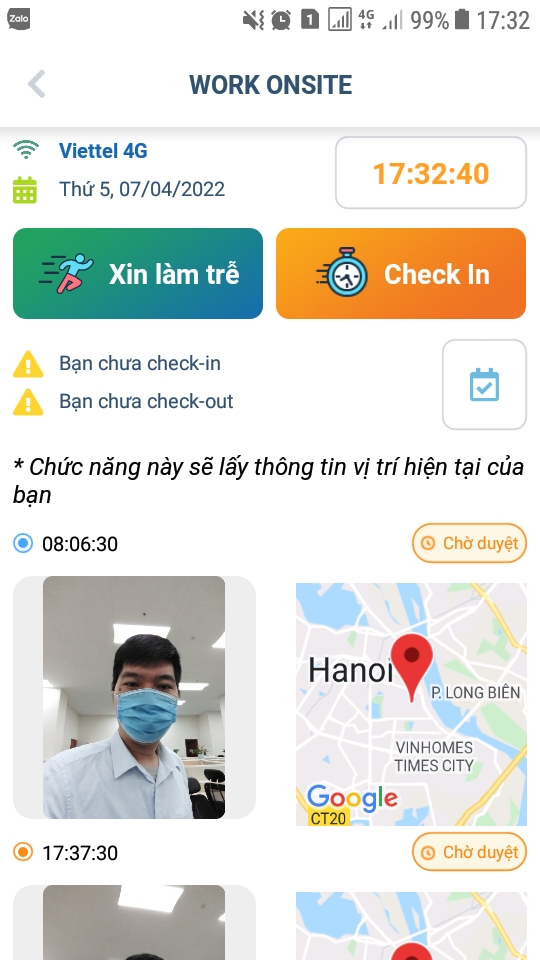 Zalo
1
4G
99%
17:32
WORK ONSITE
Viettel 4G
Thứ 5, 07/04/2022
17:32:40
Xin làm trễ
Check In
Bạn chưa check-in
Bạn chưa check-out
* Chức năng này sẽ lấy thông tin vị trí hiện tại của
bạn
08:06:30
Chờ duyệt
Hanoi
P. LONG BIÊN
VINHOMES
TIMES CITY
Google
CT20
17:37:30
Chờ duyệt